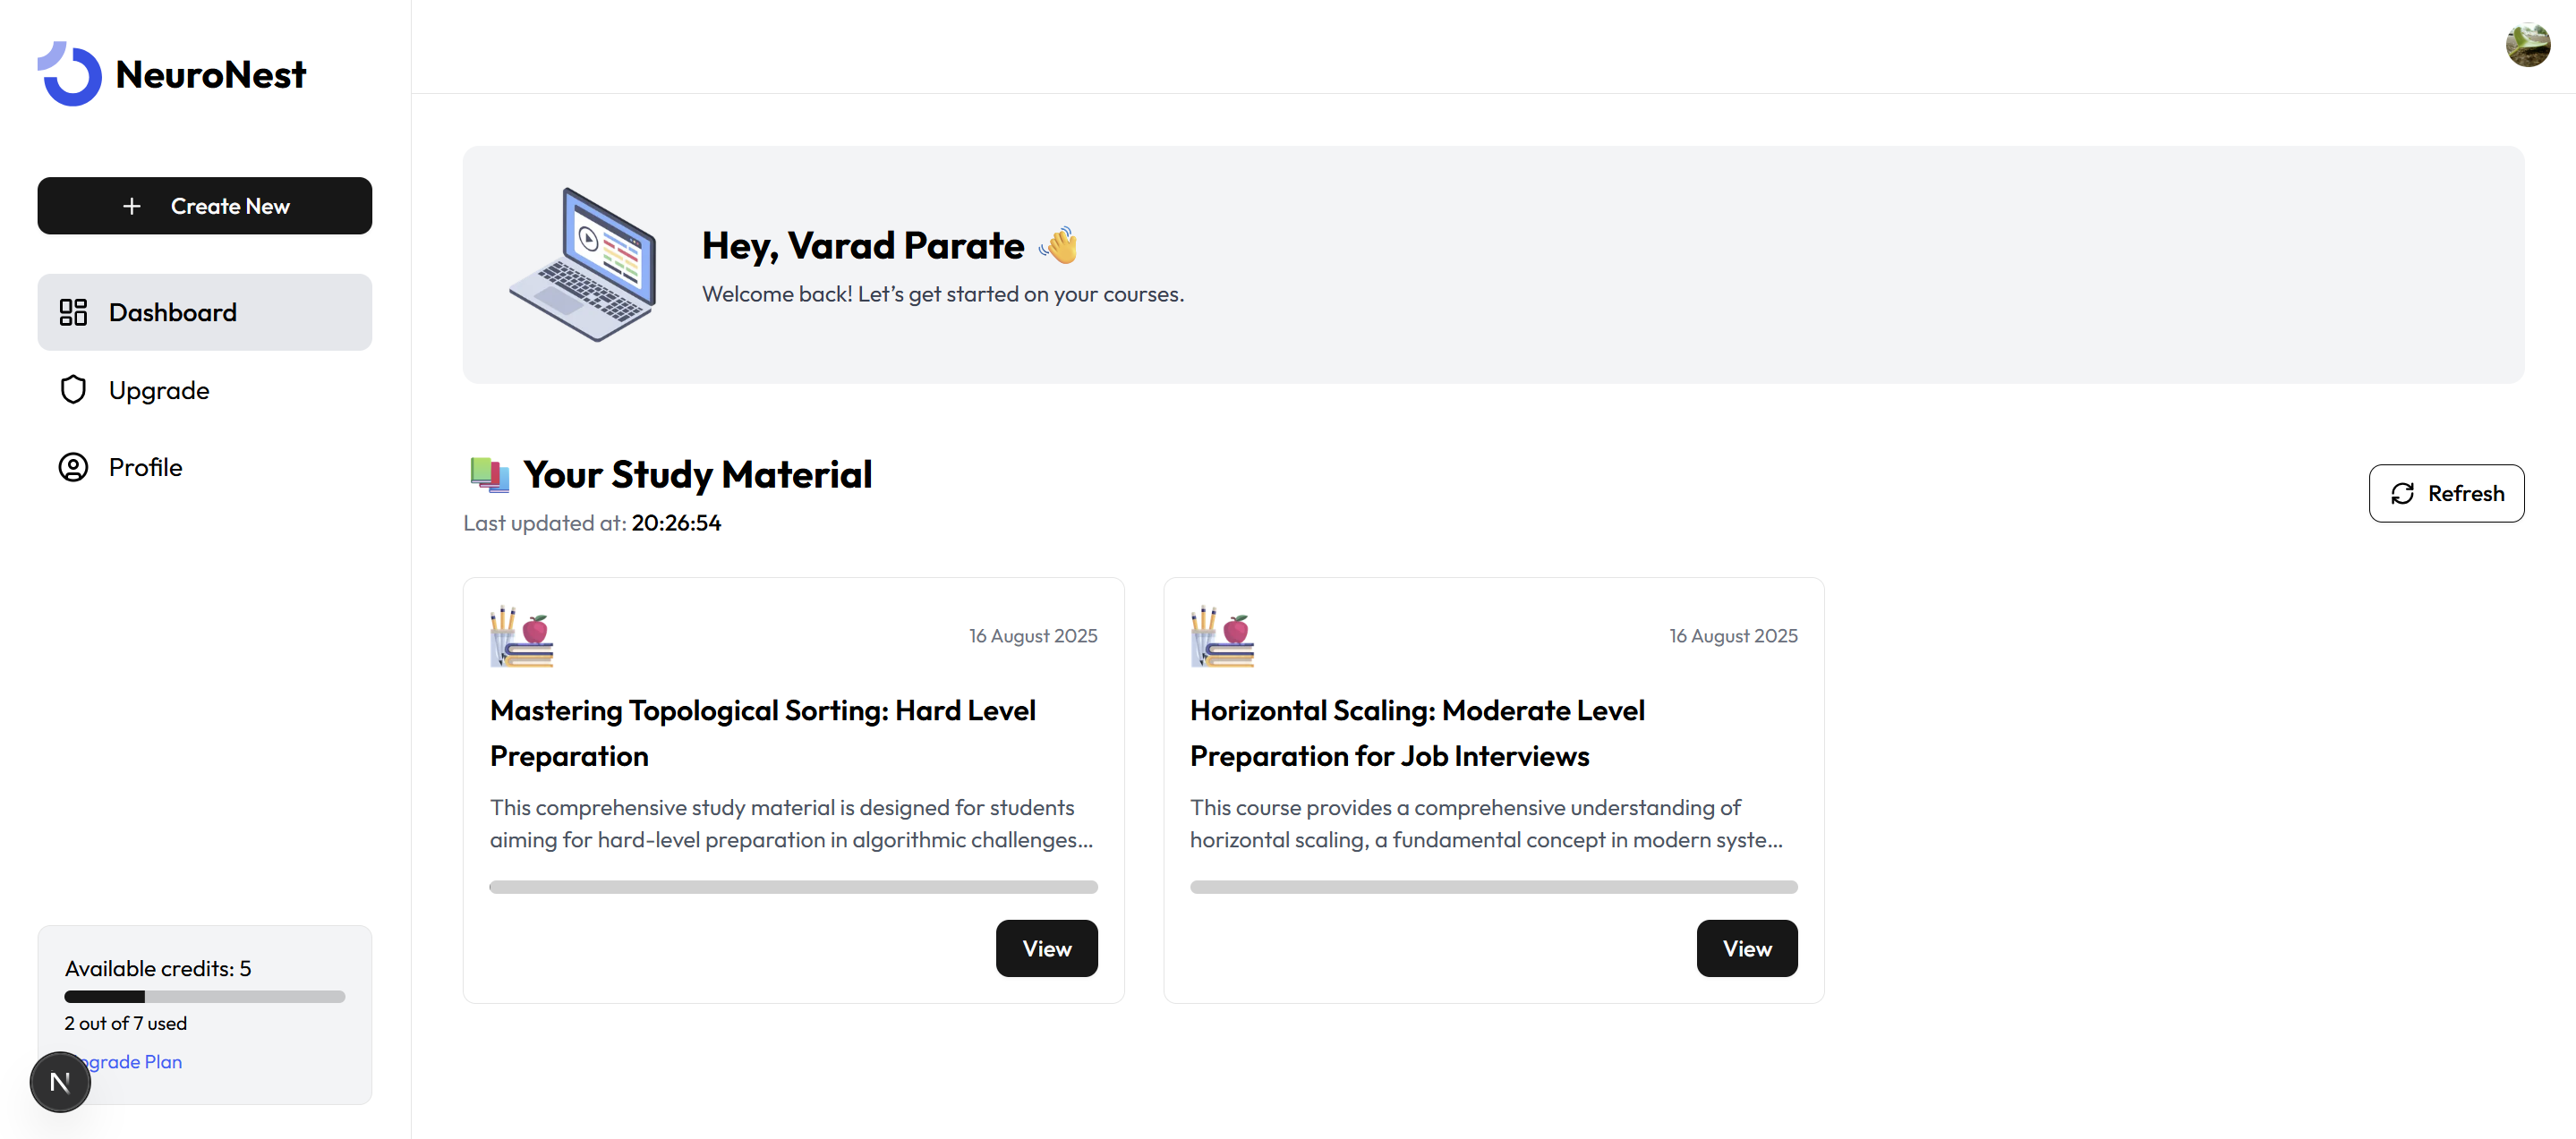 NeuroNest
Create New
Dashboard
Upgrade
Profile
Hey, Varad Parate 👋
Welcome back! Let’s get started on your courses.
📚 Your Study Material
Last updated at: 20:26:54
Refresh
16 August 2025
Mastering Topological Sorting: Hard Level
Preparation
This comprehensive study material is designed for students
aiming for hard-level preparation in algorithmic challenges...
View
16 August 2025
Horizontal Scaling: Moderate Level
Preparation for Job Interviews
This course provides a comprehensive understanding of
horizontal scaling, a fundamental concept in modern syste...
View
Available credits: 5
2 out of 7 used
pgrade Plan
N